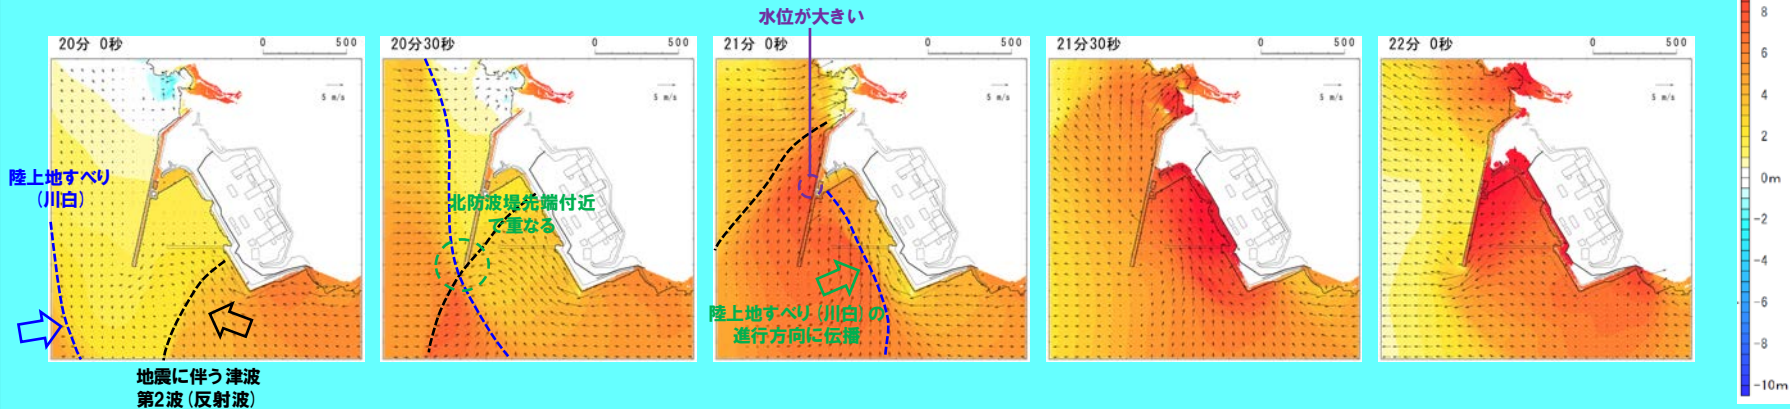 水位が大きい
20分 0秒
0
500
5 m/s
20分30秒
0
500
5 m/s
21分 0秒
0
500
5 m/s
21分30秒
0
500
5 m/s
22分 0秒
0
500
5 m/s
陸上地すべり
(川白)
北防波堤先端付近
で重なる
陸上地すべり(川白)の
進行方向に伝播
地震に伴う津波
第2波(反射波)
8
6
4
2
0m
-2
-4
-6
-8
-10m